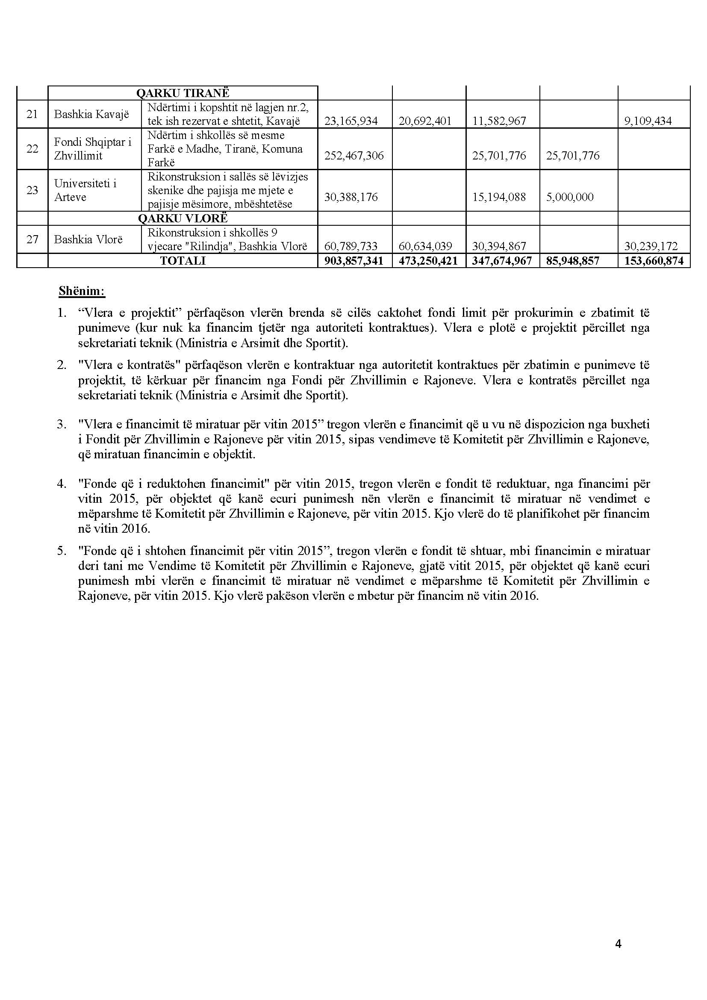 QARKU TIRANË
21 Bashkia Kavajë Ndërtimi i kopshtit në lagjen nr.2,
tek ish rezervat e shtetit, Kavajë 23,165,934 20,692,401 11,582,967 9,109,434
22 Fondi Shqiptar i Zhvillimit Ndërtim i shkollës së mesme
Farkë e Madhe, Tiranë, Komuna
Farkë 252,467,306 25,701,776 25,701,776
23 Universiteti i Arteve Rikonstruksion i sallës së lëvizjes
skenike dhe pajisja me mjete e
pajisje mësimore, mbështetëse 30,388,176 15,194,088 5,000,000
QARKU VLORË
27 Bashkia Vlorë Rikonstruksion i shkollës 9
vjecare "Rilindja", Bashkia Vlorë 60,789,733 60,634,039 30,394,867 30,239,172
TOTALI 903,857,341 473,250,421 347,674,967 85,948,857 153,660,874
Shënim:
1. “Vlera e projektit” përfaqëson vlerën brenda së cilës caktohet fondi limit për prokurimin e zbatimit të
punimeve (kur nuk ka financim tjetër nga autoriteti kontraktues). Vlera e plotë e projektit përcillet nga
sekretariati teknik (Ministria e Arsimit dhe Sportit).
2. "Vlera e kontratës" përfaqëson vlerën e kontraktuar nga autoritetit kontraktues për zbatimin e punimeve të
projektit, të kërkuar për financim nga Fondi për Zhvillimin e Rajoneve. Vlera e kontratës përcillet nga
sekretariati teknik (Ministria e Arsimit dhe Sportit).
3. "Vlera e financimit të miratuar për vitin 2015” tregon vlerën e financimit që u vu në dispozicion nga buxheti
i Fondit për Zhvillimin e Rajoneve për vitin 2015, sipas vendimeve të Komitetit për Zhvillimin e Rajoneve,
që miratuan financimin e objektit.
4. "Fonde që i reduktohen financimit" për vitin 2015, tregon vlerën e fondit të reduktuar, nga financimi për
vitin 2015, për objektet që kanë ecuri punimesh nën vlerën e financimit të miratuar në vendimet e
mëparshme të Komitetit për Zhvillimin e Rajoneve, për vitin 2015. Kjo vlerë do të planifikohet për financim
në vitin 2016.
5. "Fonde që i shtohen financimit për vitin 2015”, tregon vlerën e fondit të shtuar, mbi financimin e miratuar
deri tani me Vendime të Komitetit për Zhvillimin e Rajoneve, gjatë vitit 2015, për objektet që kanë ecuri
punimesh mbi vlerën e financimit të miratuar në vendimet e mëparshme të Komitetit për Zhvillimin e
Rajoneve, për vitin 2015. Kjo vlerë pakëson vlerën e mbetur për financim në vitin 2016.
4